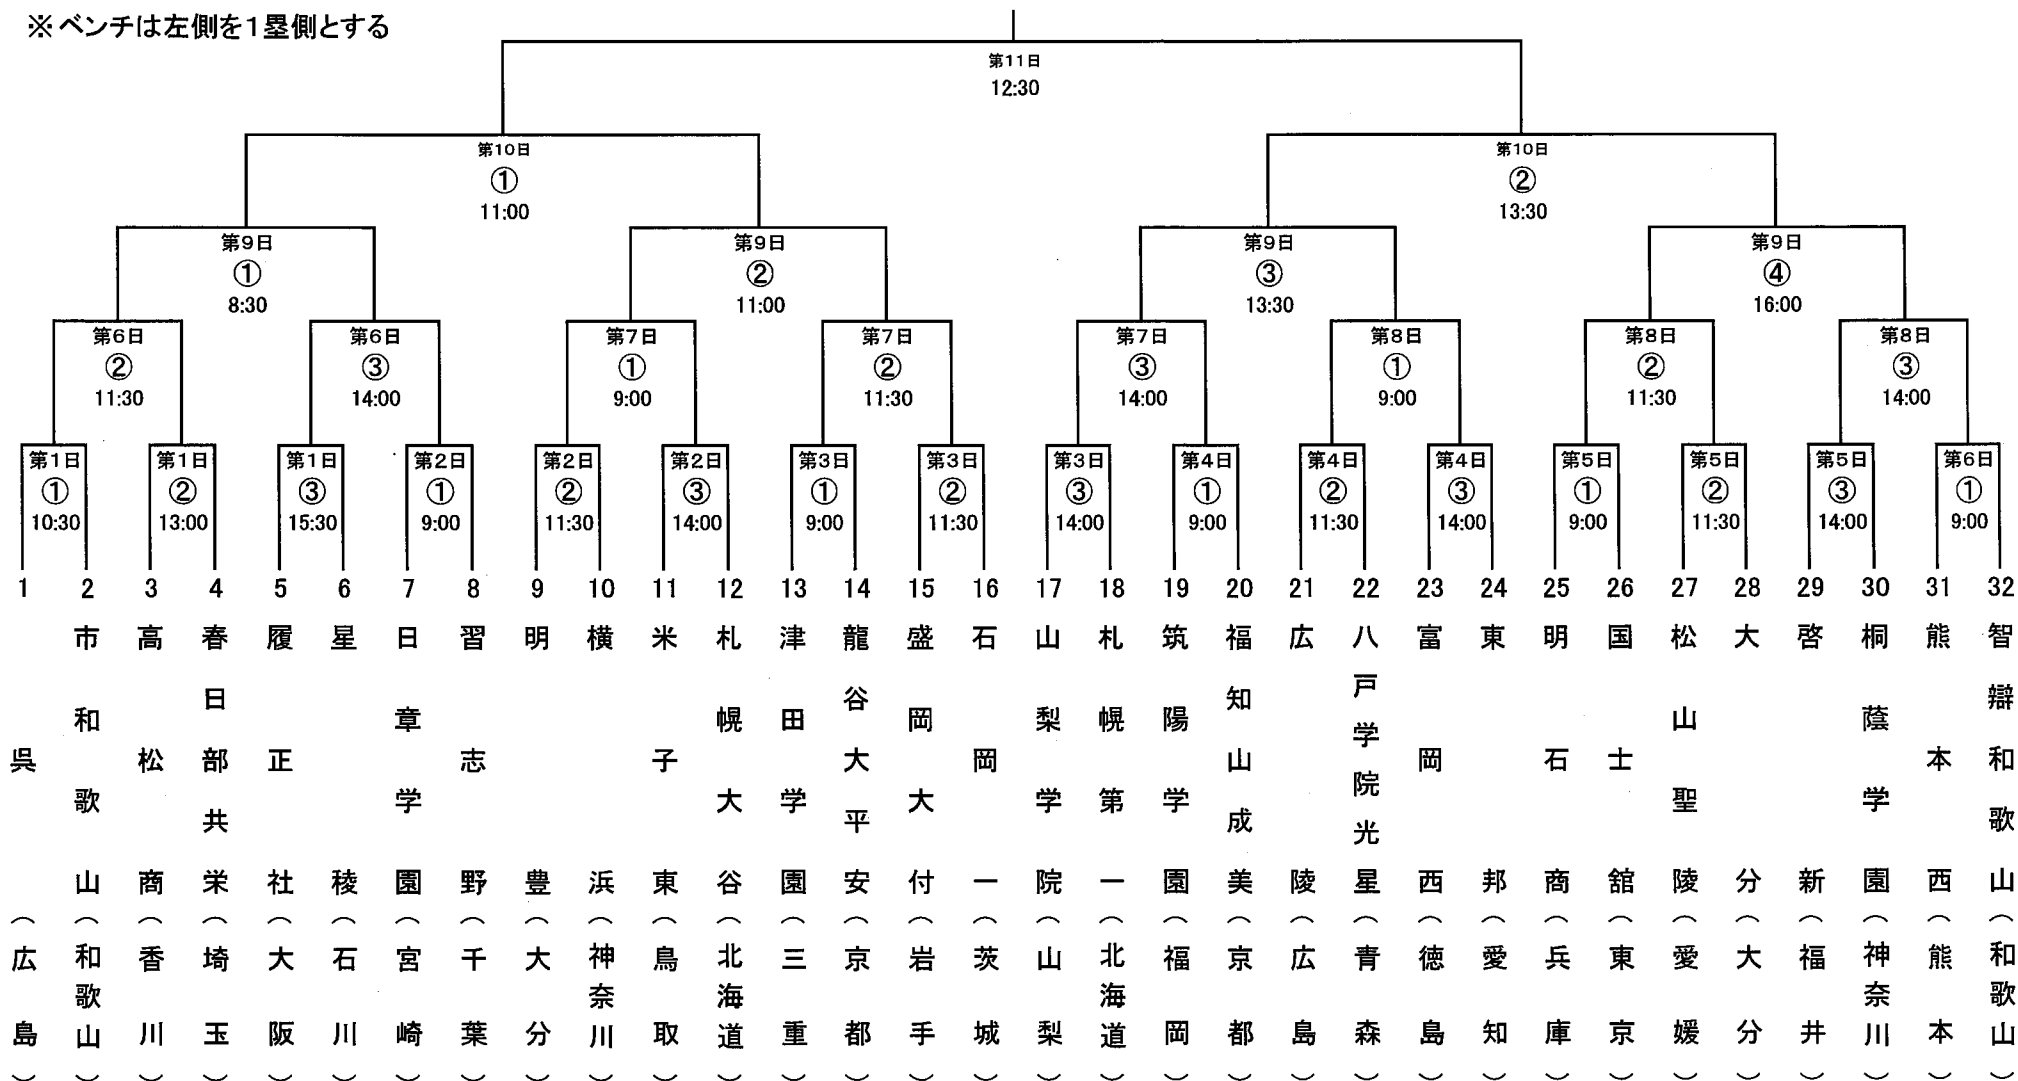 ※ベンチは左側を1塁側とする
第11日
12:30
第10日
①
11:00
第10日
②
13:30
第9日
①
8:30
第9日
②
11:00
第9日
③
13:30
第9日
④
16:00
第6日
②
11:30
第6日
③
14:00
第7日
①
9:00
第7日
②
11:30
第7日
③
14:00
第8日
①
9:00
第8日
②
11:30
第8日
③
14:00
第1日
①
10:30
第1日
②
13:00
第1日
③
15:30
第2日
①
9:00
第2日
②
11:30
第2日
③
14:00
第3日
①
9:00
第3日
②
11:30
第3日
③
14:00
第4日
①
9:00
第4日
②
11:30
第4日
③
14:00
第5日
①
9:00
第5日
②
11:30
第5日
③
14:00
第6日
①
9:00
1 呉(広島)
2 市和歌山(和歌山)
3 高松商(香川)
4 春日部共栄(埼玉)
5 履正社(大阪)
6 星稜(石川)
7 日章学園(宮崎)
8 習志野(千葉)
9 明豊(大分)
10 横浜(神奈川)
11 米子東(鳥取)
12 札幌大谷(北海道)
13 津田学園(三重)
14 龍谷大平安(京都)
15 盛岡大付(岩手)
16 石岡一(茨城)
17 山梨学院(山梨)
18 札幌第一(北海道)
19 筑陽学園(福岡)
20 福知山成美(京都)
21 広陵(広島)
22 八戸学院光星(青森)
23 富岡西(徳島)
24 東邦(愛知)
25 明石商(兵庫)
26 国士舘(東京)
27 松山聖陵(愛媛)
28 大分(大分)
29 啓新(福井)
30 桐蔭学園(神奈川)
31 熊本西(熊本)
32 智辯和歌山(和歌山)